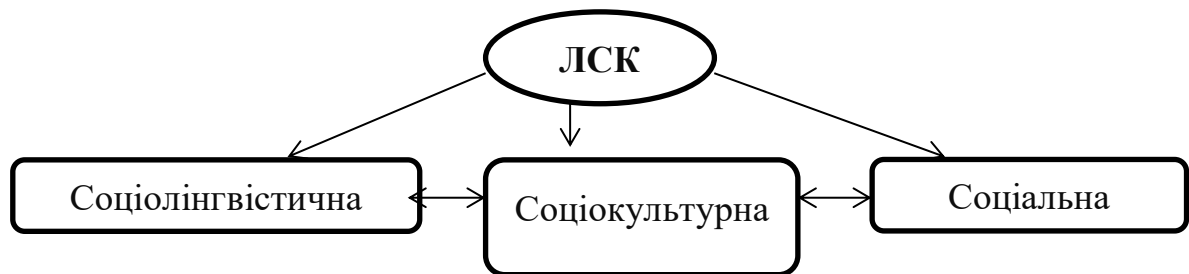 ЛСК
Соціолінгвістична
Соціокультурна
Соціальна